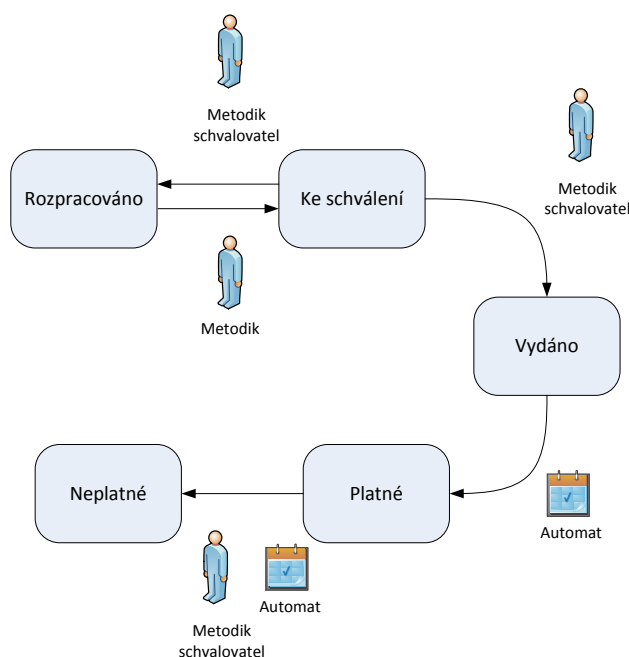 Metodik
schvalovatel
Metodik
schvalovatel
Rozpracováno
Ke schválení
Metodik
Vydáno
Neplatné
Platné
Automat
Automat
Metodik
schvalovatel